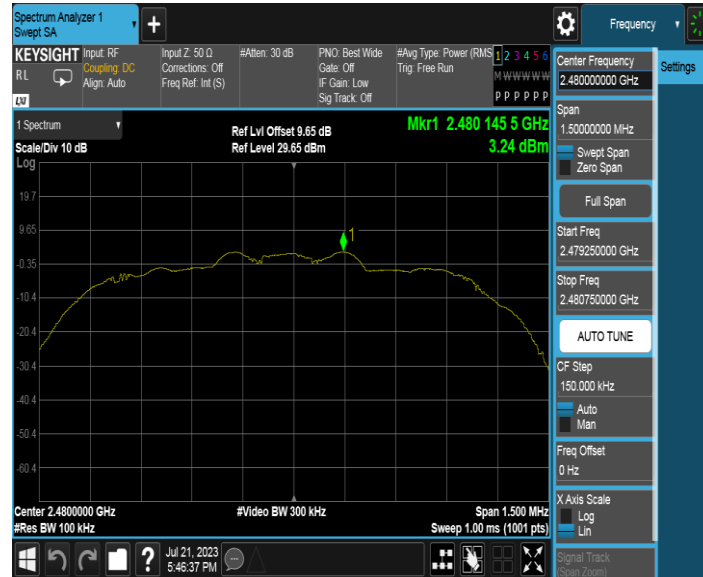 Spectrum Analyzer 1
Swept SA
Frequency
KEYSIGHT
RL
LXI
Input: RF
Coupling: DC
Align: Auto
Input Z: 50 Ω
Corrections: Off
Freq Ref: Int (S)
#Atten: 30 dB
PNO: Best Wide
Gate: Off
IF Gain: Low
Sig Track: Off
#Avg Type: Power (RMS
Trig: Free Run
1 2 3 4 5 6
M W W W W W
P P P P P P
1 Spectrum
Scale/Div 10 dB
Log
Ref Lvl Offset 9.65 dB
Ref Level 29.65 dBm
Mkr1 2.480 145 5 GHz
3.24 dBm
1
19.7
9.65
-0.35
-10.4
-20.4
-30.4
-40.4
-50.4
-60.4
Center 2.4800000 GHz
#Res BW 100 kHz
#Video BW 300 kHz
Span 1.500 MHz
Sweep 1.00 ms (1001 pts)
?
Jul 21, 2023
5:46:37 PM
Center Frequency
2.480000000 GHz
Settings
Span
1.50000000 MHz
Swept Span
Zero Span
Full Span
Start Freq
2.479250000 GHz
Stop Freq
2.480750000 GHz
AUTO TUNE
CF Step
150.000 kHz
Auto
Man
Freq Offset
0 Hz
X Axis Scale
Log
Lin
Signal Track
(Span Zoom)